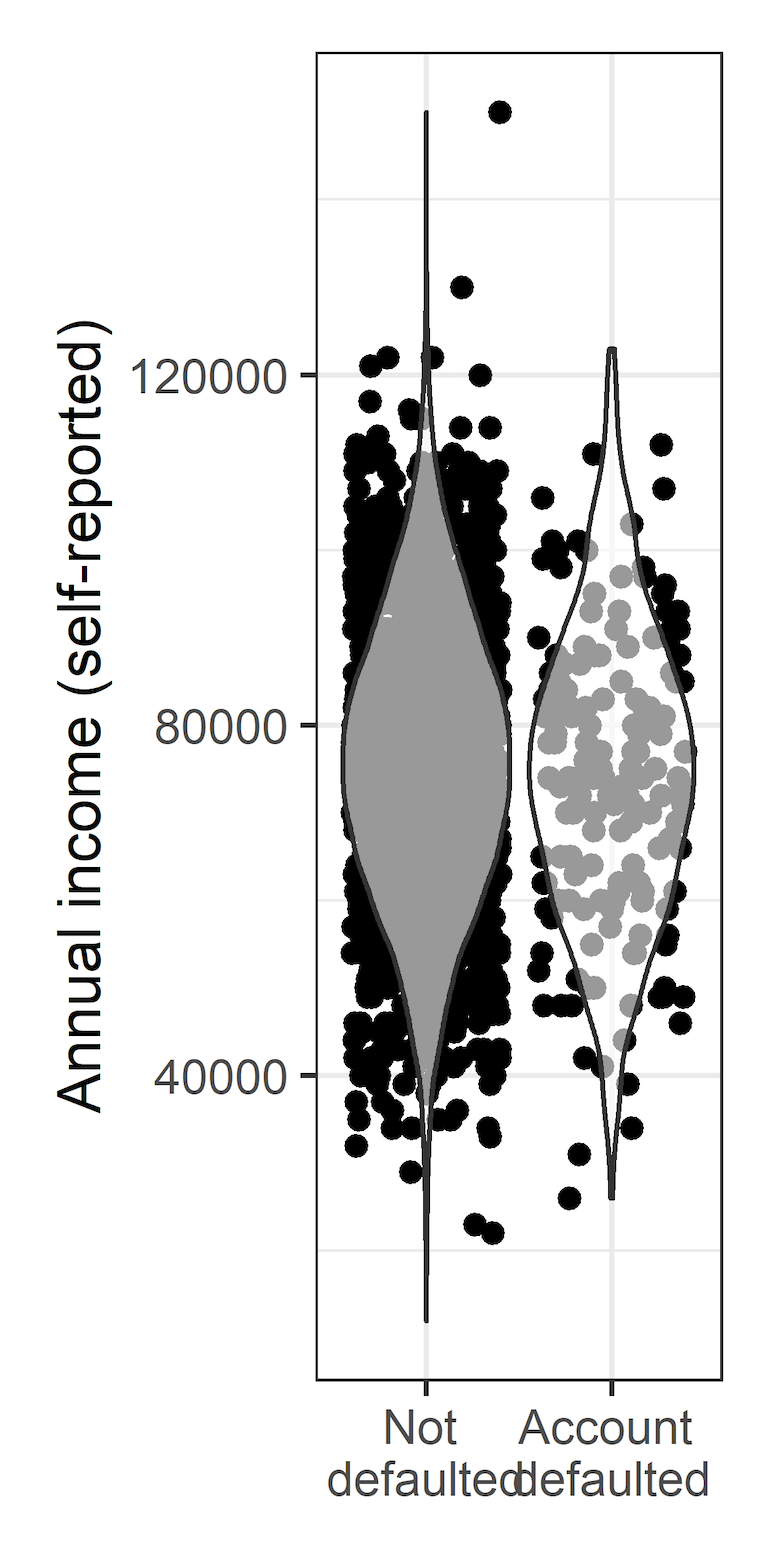 Annual income (self-reported)
120000
80000
40000
Not
defaulted
Account
defaulted